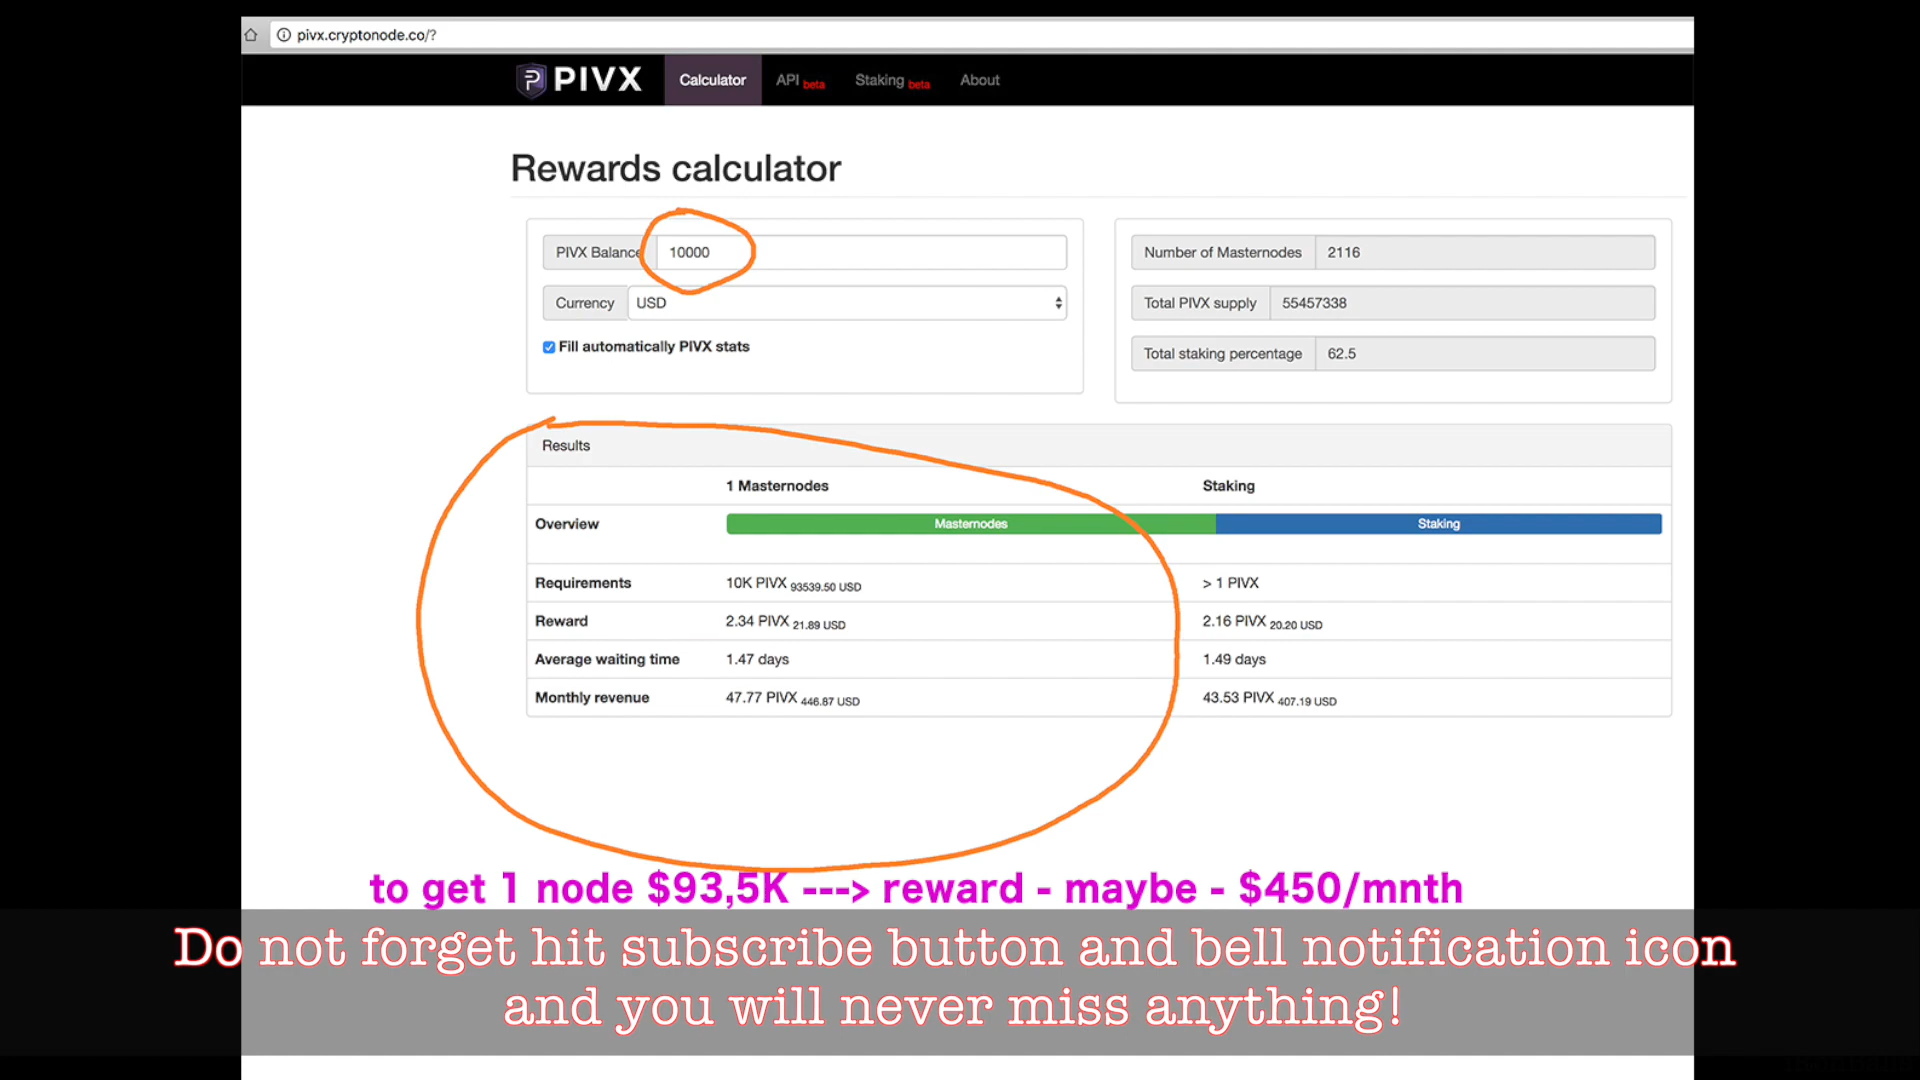 pivx.cryptonode.co/?
PIVX Calculator API beta Staking beta About
Rewards calculator
PIVX Balance 10000
Currency USD
Fill automatically PIVX stats
Number of Masternodes 2116
Total PIVX supply 55457338
Total staking percentage 62.5
Results
1 Masternodes Staking
Overview Masternodes Staking
Requirements 10K PIVX 93539.50 USD > 1 PIVX
Reward 2.34 PIVX 21.89 USD 2.16 PIVX 20.20 USD
Average waiting time 1.47 days 1.49 days
Monthly revenue 47.77 PIVX 446.87 USD 43.53 PIVX 407.19 USD
to get 1 node $93,5K ---> reward - maybe - $450/mnth
Do not forget hit subscribe button and bell notification icon
and you will never miss anything!